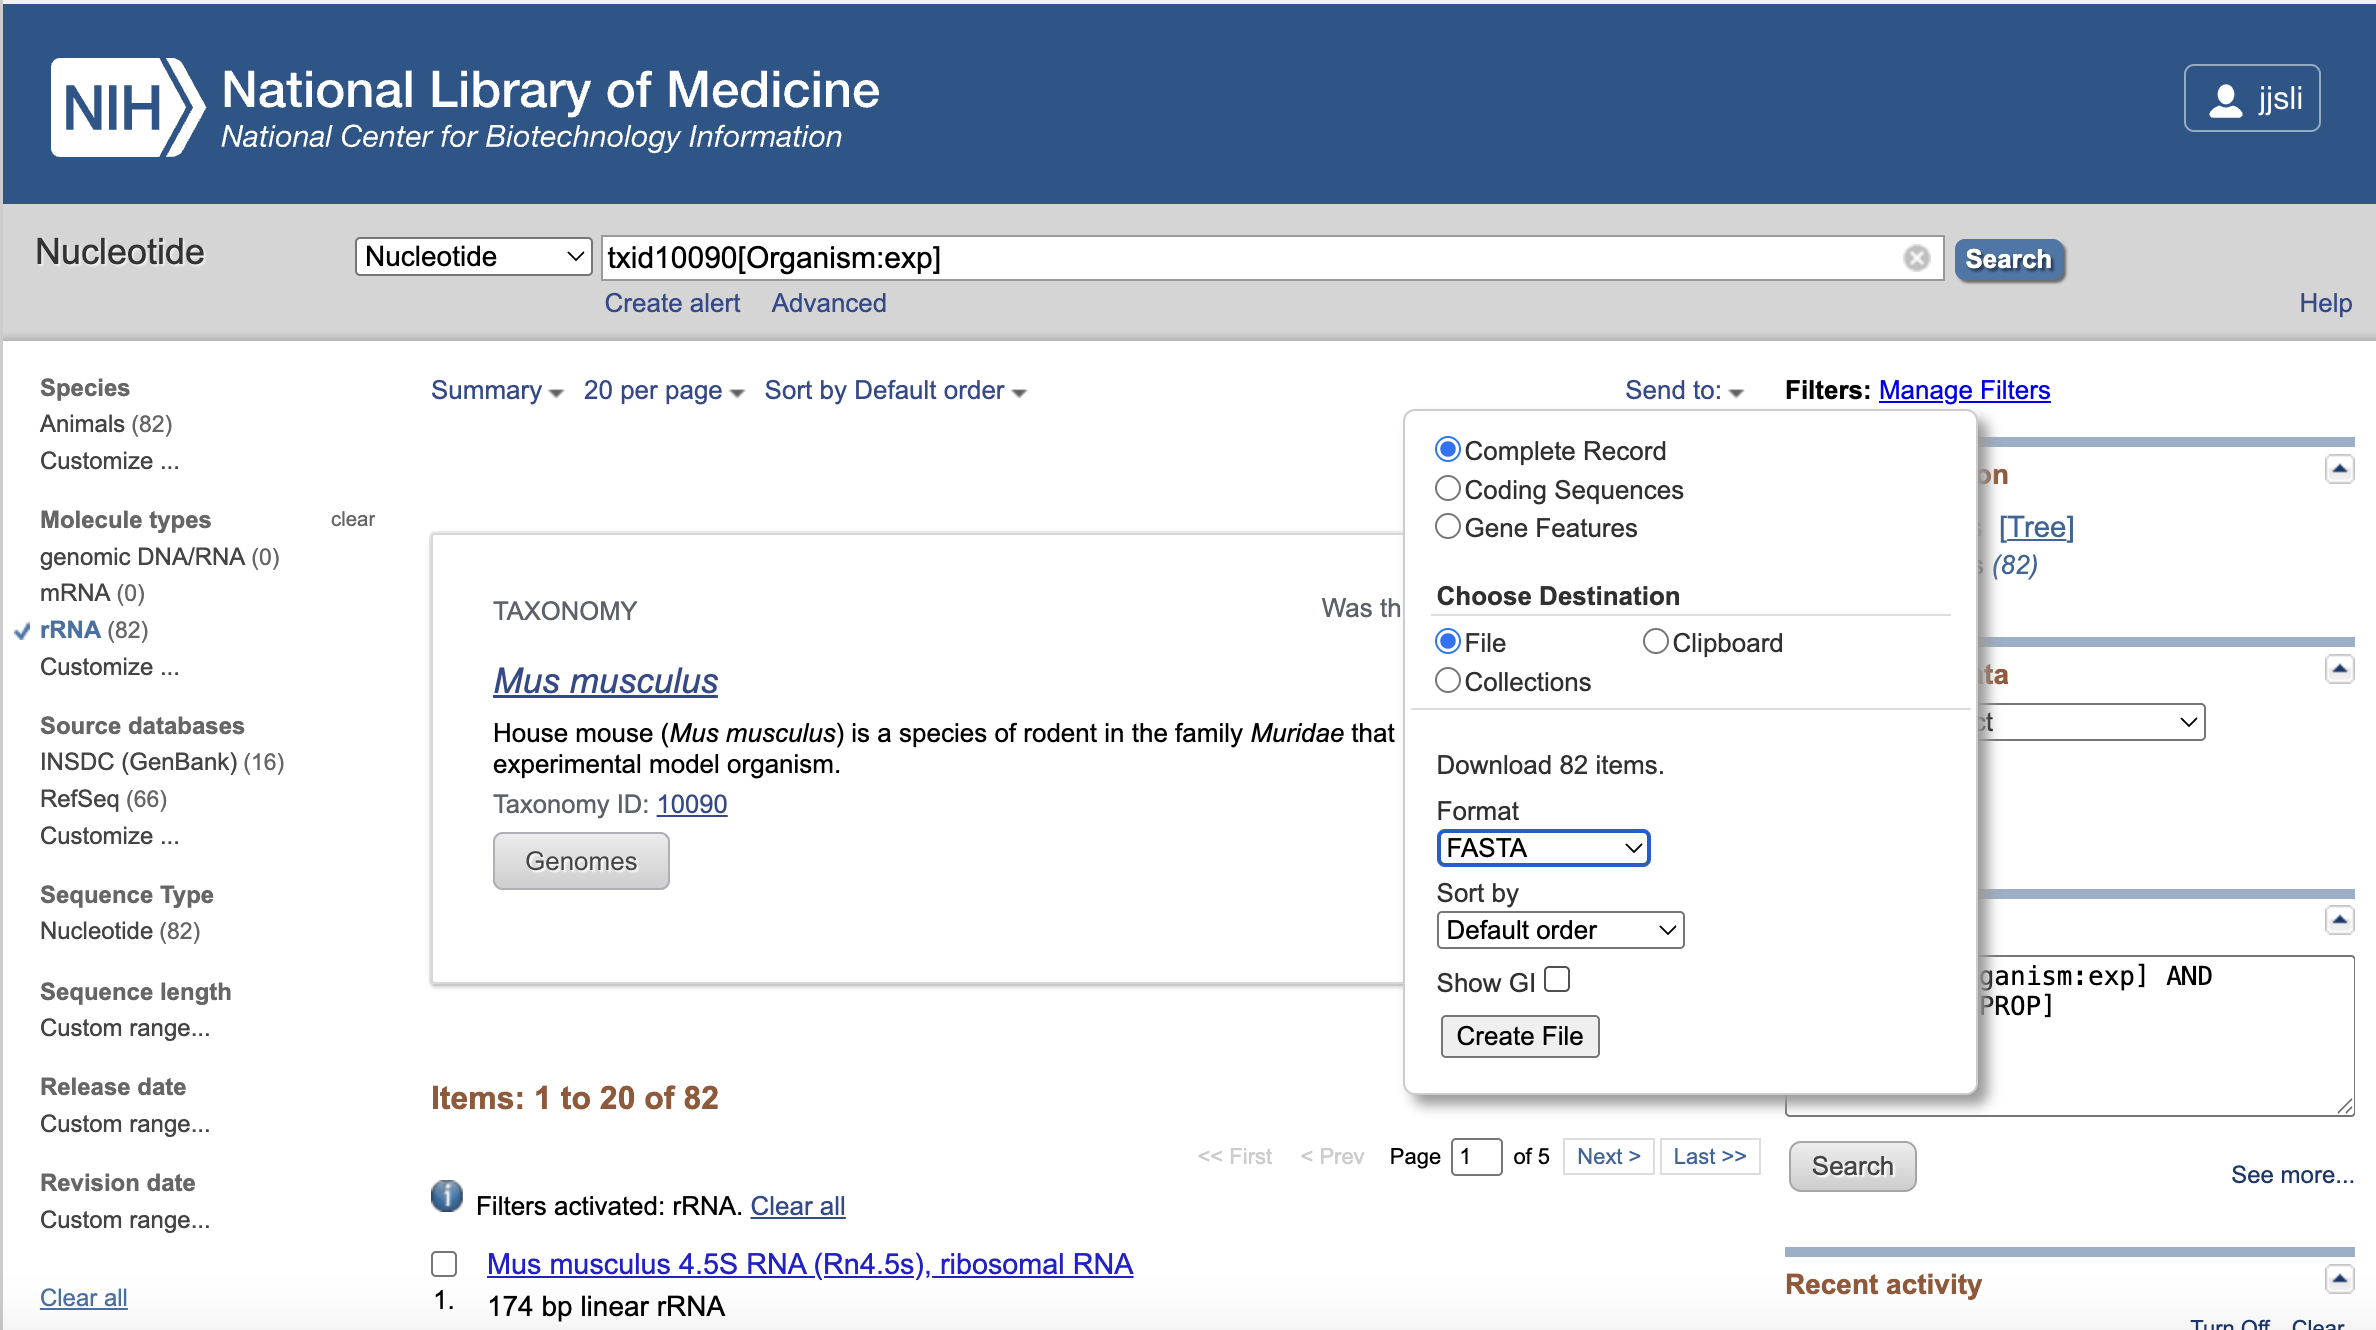 NIH National Library of Medicine
National Center for Biotechnology Information
jjsli
Nucleotide
Nucleotide
txid10090[Organism:exp]
Search
Create alert Advanced
Help
Species
Animals (82)
Customize ...
Molecule types clear
genomic DNA/RNA (0)
mRNA (0)
rRNA (82)
Customize ...
Source databases
INSDC (GenBank) (16)
RefSeq (66)
Customize ...
Sequence Type
Nucleotide (82)
Sequence length
Custom range...
Release date
Custom range...
Revision date
Custom range...
Clear all
Summary 20 per page Sort by Default order
Send to:
TAXONOMY
Was th
Mus musculus
House mouse (Mus musculus) is a species of rodent in the family Muridae that
experimental model organism.
Taxonomy ID: 10090
Genomes
Items: 1 to 20 of 82
<< First < Prev Page 1 of 5 Next > Last >>
Filters activated: rRNA. Clear all
Mus musculus 4.5S RNA (Rn4.5s), ribosomal RNA
1. 174 bp linear rRNA
Complete Record
Coding Sequences
Gene Features
Choose Destination
File Clipboard
Collections
Download 82 items.
Format
FASTA
Sort by
Default order
Show GI
Create File
Filters: Manage Filters
on
[Tree]
(82)
ta
ct
ganism:exp] AND
PROP]
Search
See more...
Recent activity
Turn Off Clear